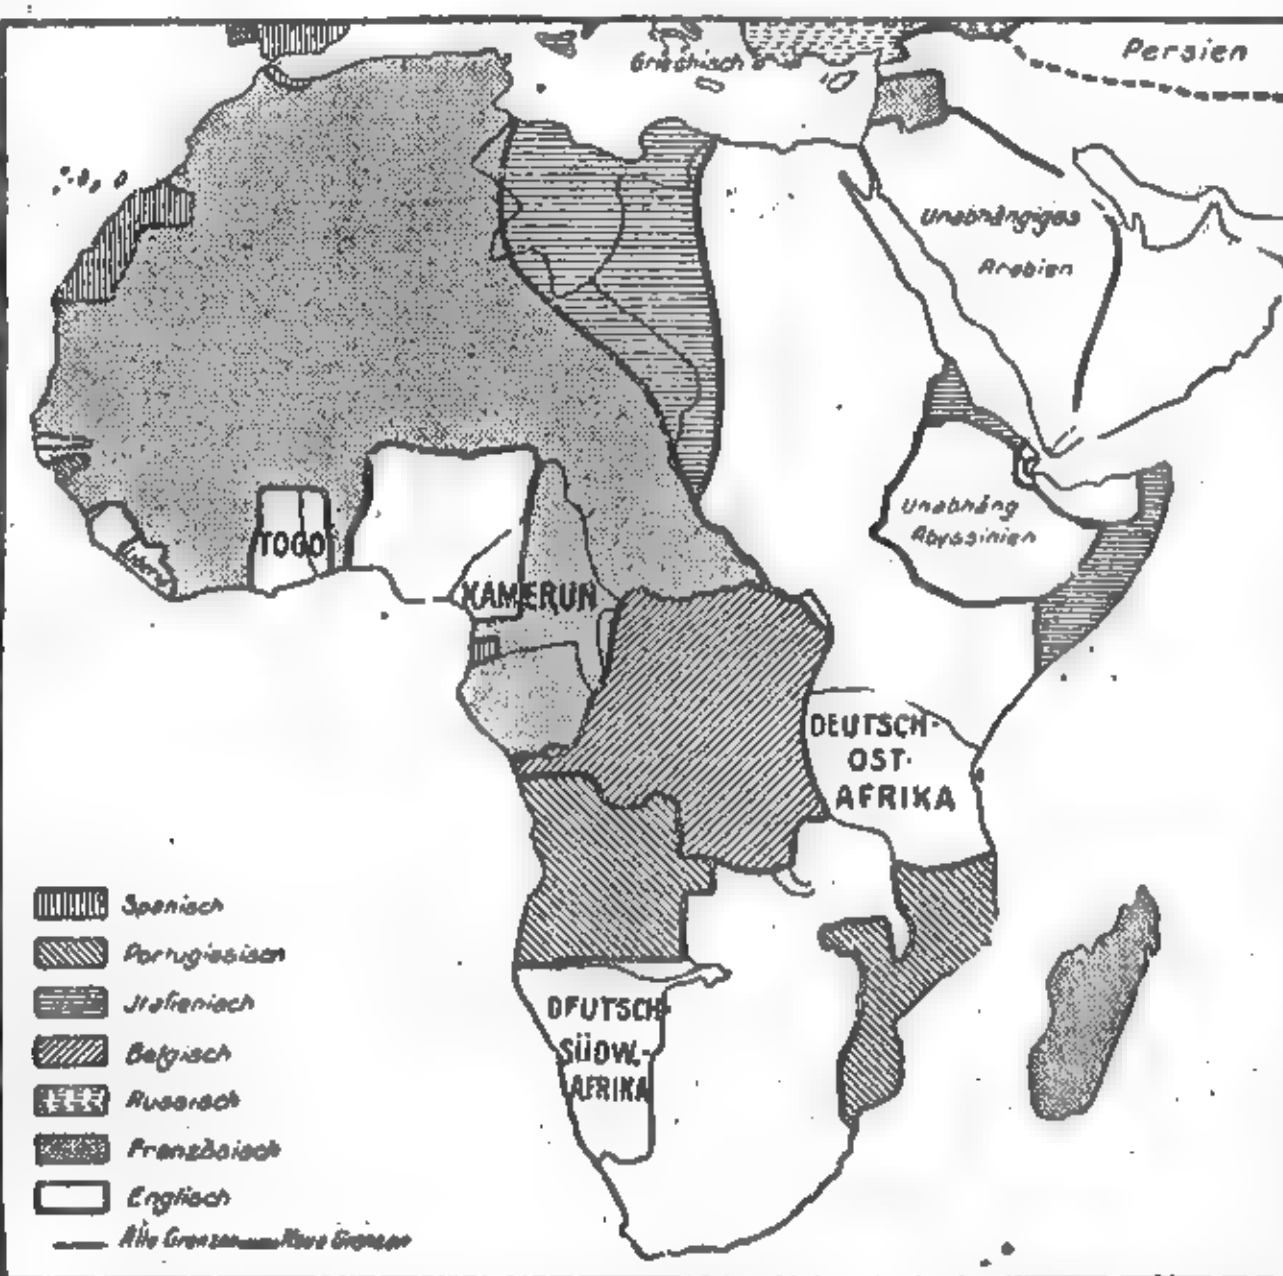 Persien
Griechisch
Unabhängiges
Arabien
Unabhäng
Abyssinien
Liberia
TOGO
KAMERUN
DEUTSCH-
OST-
AFRIKA
DEUTSCH-
SÜDW.-
AFRIKA
Spanisch
Portugiesisch
Italienisch
Belgisch
Russisch
Französisch
Englisch
Alte Grenzen Neue Grenzen